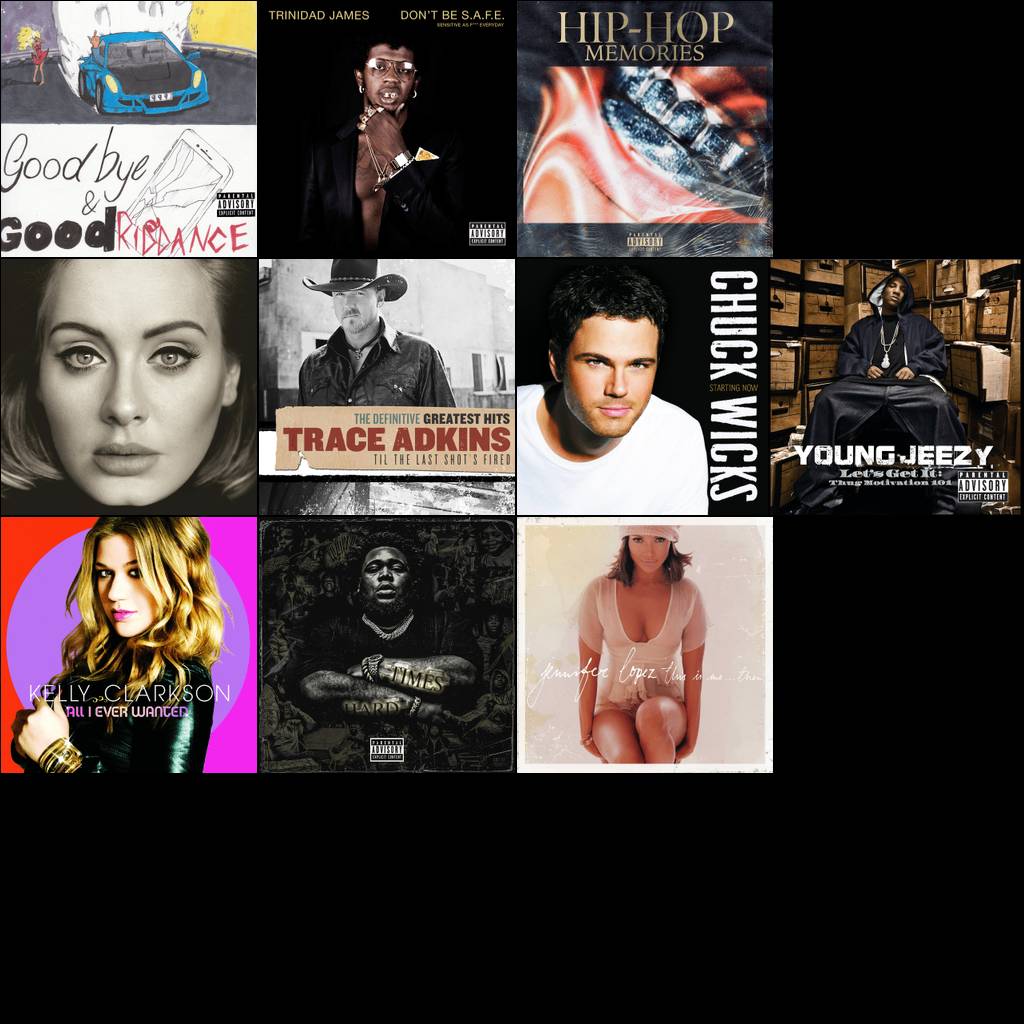 999
Good bye
&
GOOD RIDDANCE
PARENTAL
ADVISORY
EXPLICIT CONTENT
TRINIDAD JAMES
DON'T BE S.A.F.E.
SENSITIVE AS F*** EVERYDAY
PARENTAL
ADVISORY
EXPLICIT CONTENT
HIP-HOP
MEMORIES
PARENTAL
ADVISORY
EXPLICIT CONTENT
THE DEFINITIVE GREATEST HITS
TRACE ADKINS
TIL THE LAST SHOT'S FIRED
CHUCK WICKS
STARTING NOW
YOUNG JEEZY
Let's Get It:
Thug Motivation 101
PARENTAL
ADVISORY
EXPLICIT CONTENT
KELLY CLARKSON
ALL I EVER WANTED
TIMES
HARD
PARENTAL
ADVISORY
EXPLICIT CONTENT
jennifer lopez this is me...then